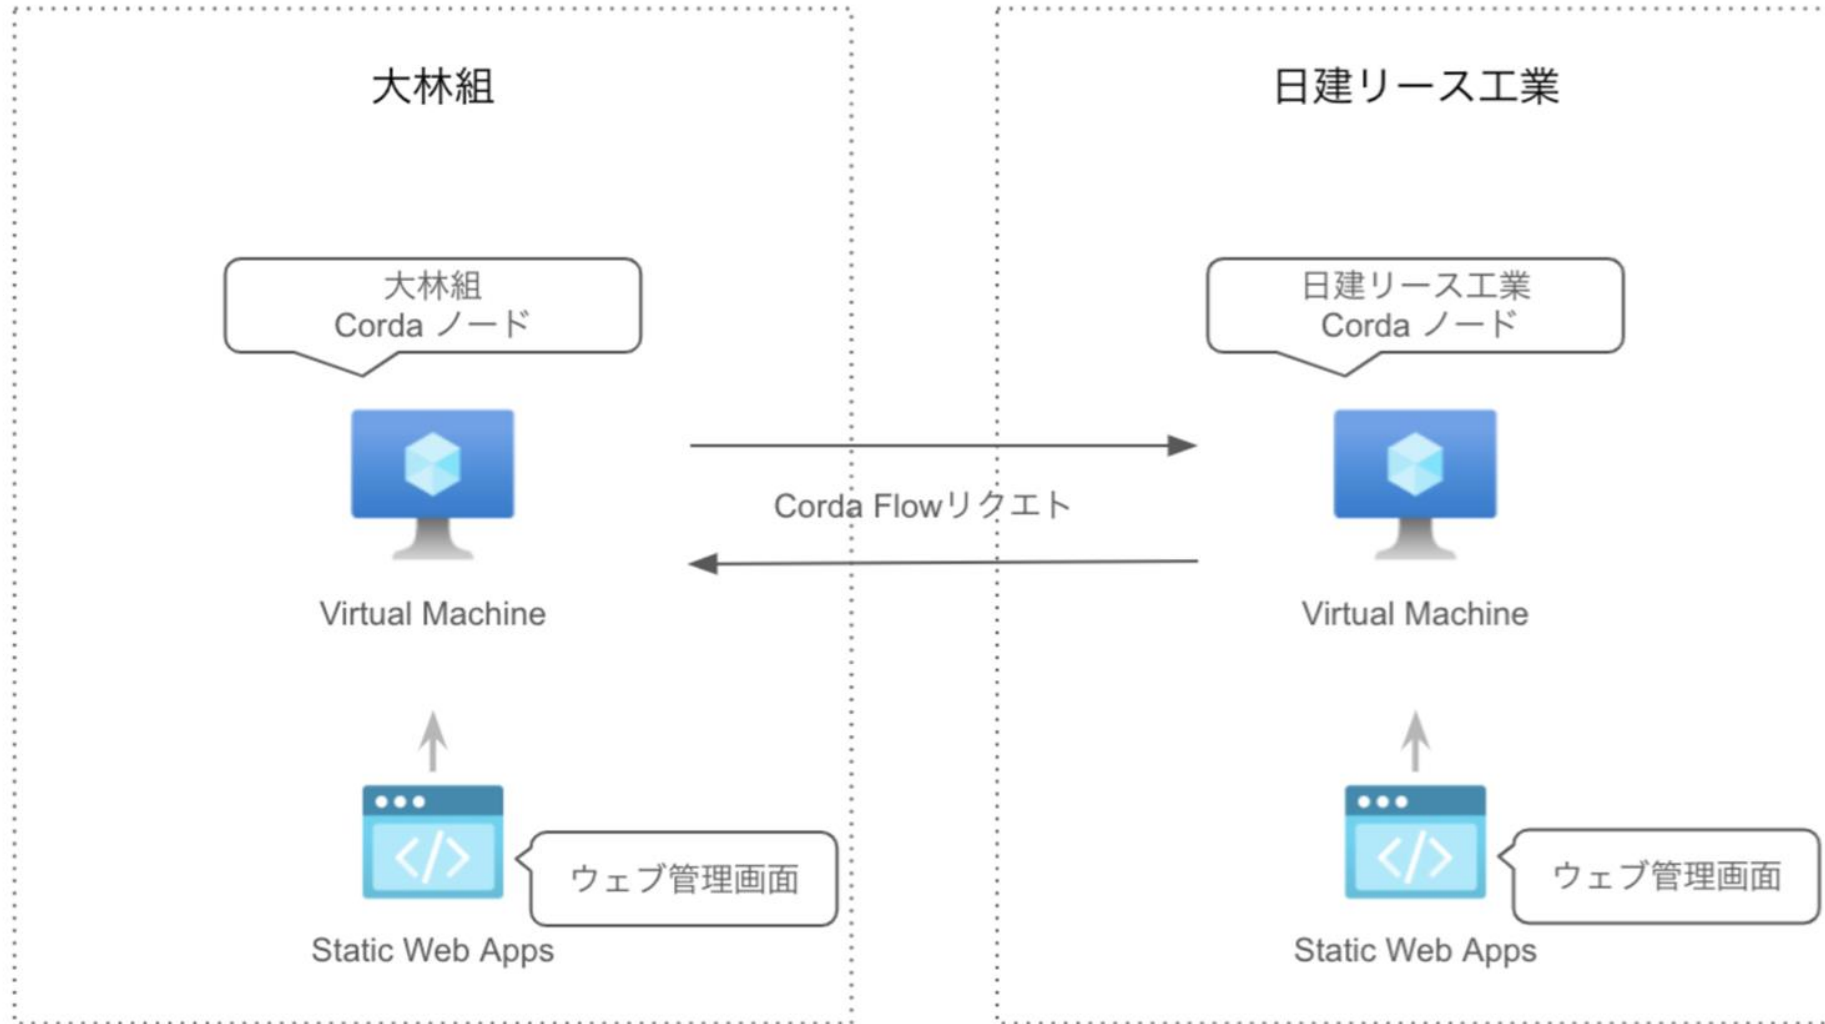 大林組
日建リース工業
大林組
Corda ノード
日建リース工業
Corda ノード
Corda Flowリクエト
Virtual Machine
Virtual Machine
ウェブ管理画面
ウェブ管理画面
Static Web Apps
Static Web Apps